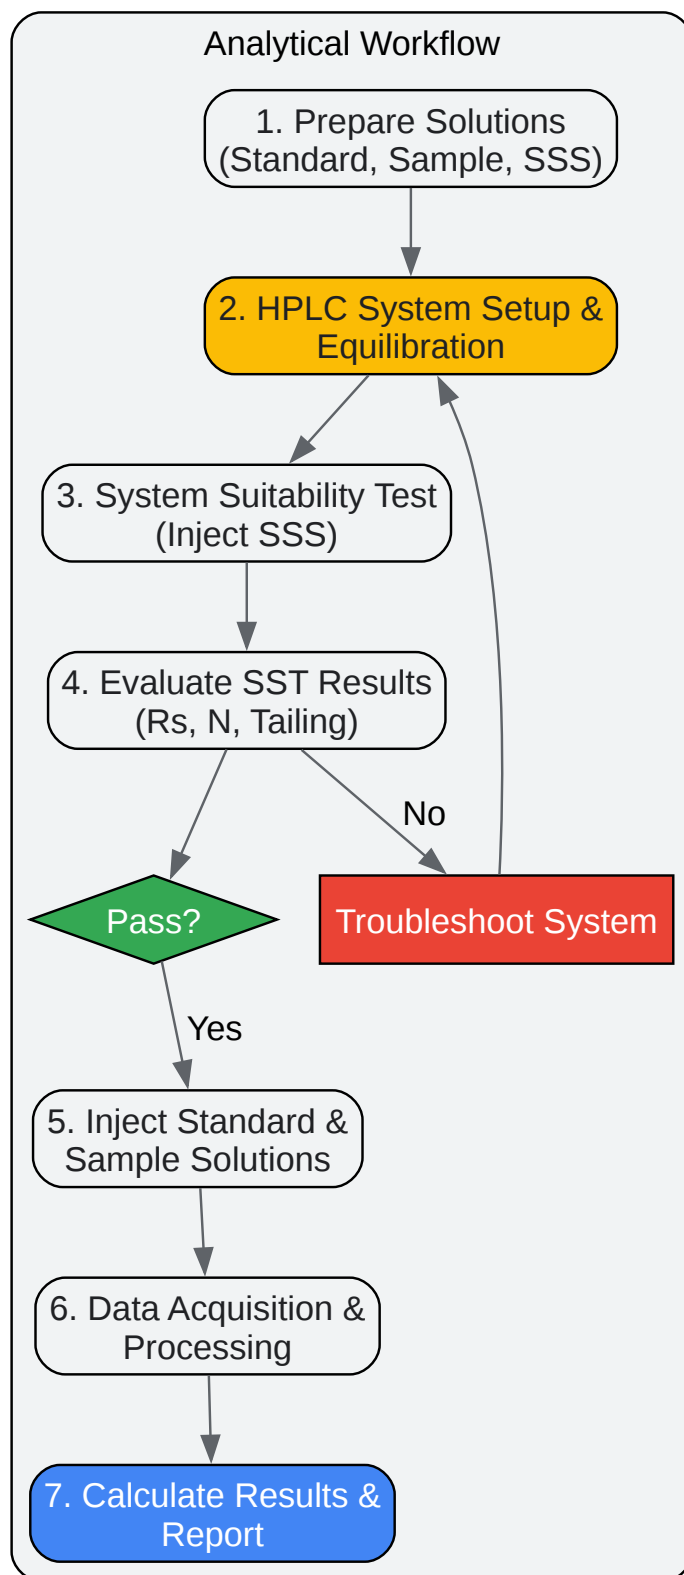 Analytical Workflow
1. Prepare Solutions
(Standard, Sample, SSS)
2. HPLC System Setup &
Equilibration
3. System Suitability Test
(Inject SSS)
4. Evaluate SST Results
(Rs, N, Tailing)
No
Pass?
Troubleshoot System
Yes
5. Inject Standard &
Sample Solutions
6. Data Acquisition &
Processing
7. Calculate Results &
Report